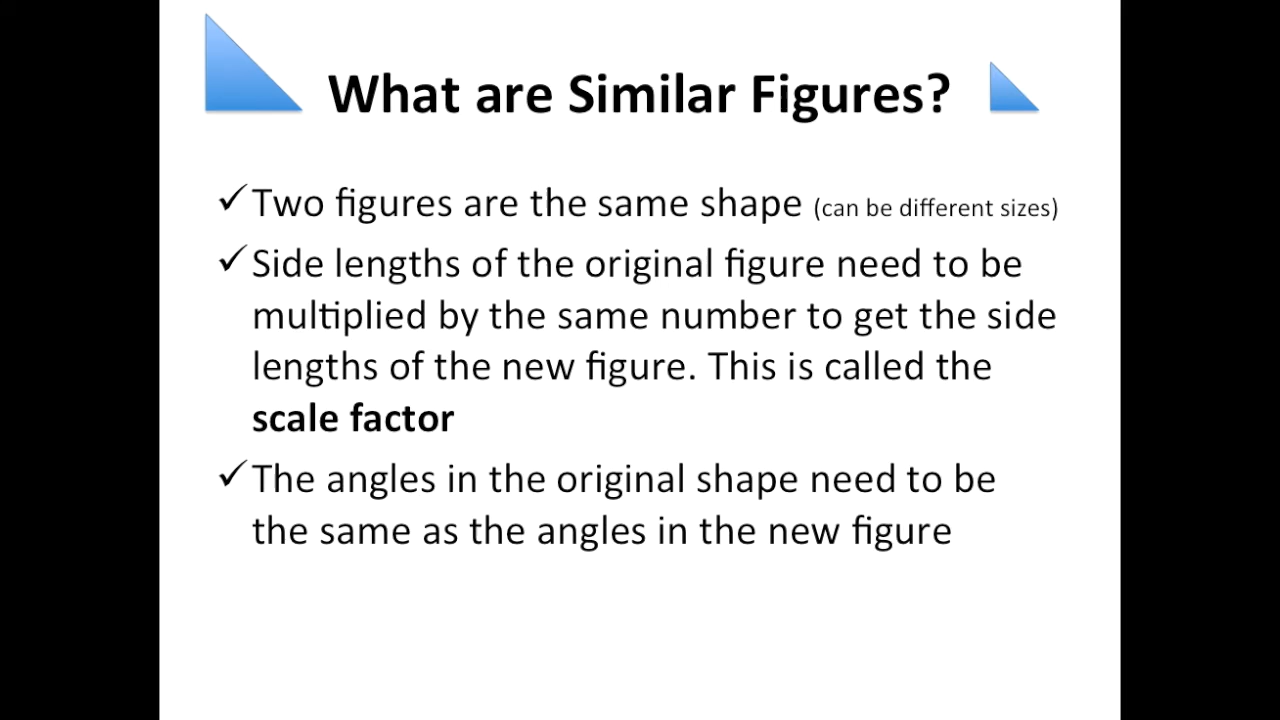 What are Similar Figures?
✓Two figures are the same shape (can be different sizes)
✓Side lengths of the original figure need to be
multiplied by the same number to get the side
lengths of the new figure. This is called the
scale factor
✓The angles in the original shape need to be
the same as the angles in the new figure